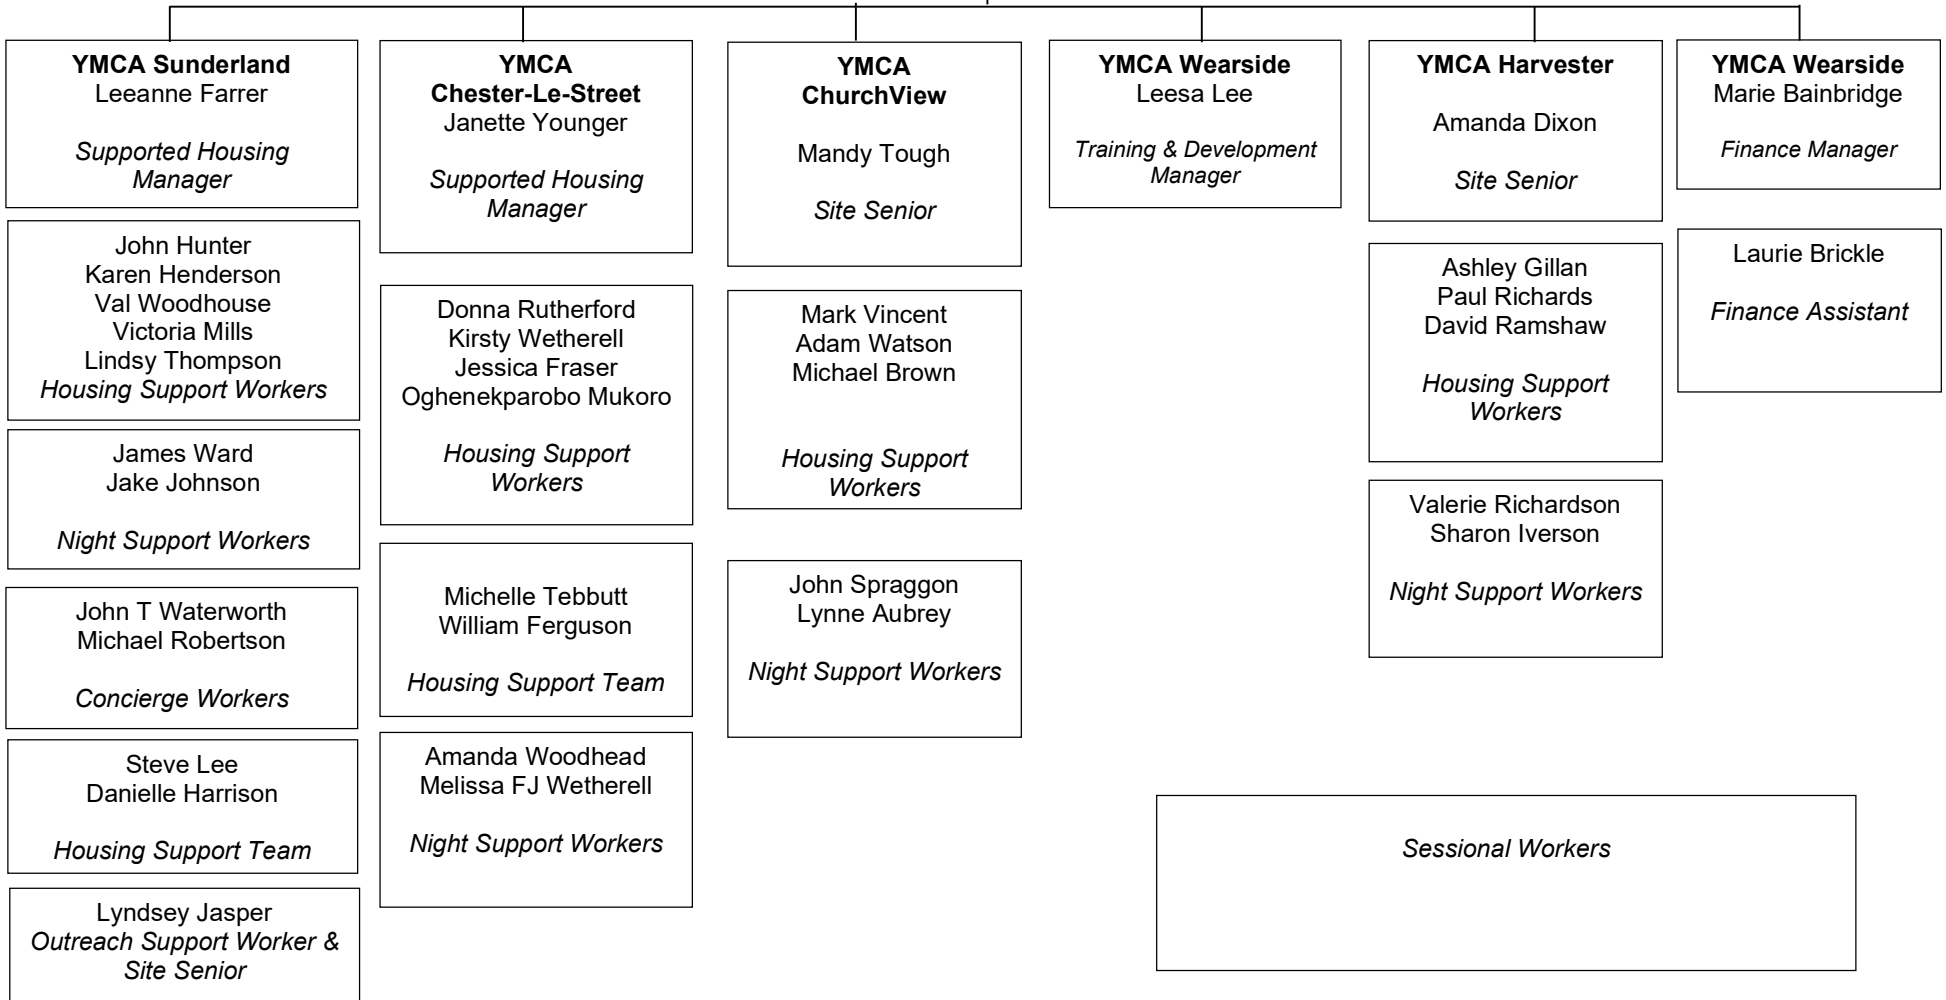 YMCA Sunderland
Leeanne Farrer
Supported Housing
Manager
John Hunter
Karen Henderson
Val Woodhouse
Victoria Mills
Lindsy Thompson
Housing Support Workers
James Ward
Jake Johnson
Night Support Workers
John T Waterworth
Michael Robertson
Concierge Workers
Steve Lee
Danielle Harrison
Housing Support Team
Lyndsey Jasper
Outreach Support Worker &
Site Senior
YMCA
Chester-Le-Street
Janette Younger
Supported Housing
Manager
Donna Rutherford
Kirsty Wetherell
Jessica Fraser
Oghenekparobo Mukoro
Housing Support
Workers
Michelle Tebbutt
William Ferguson
Housing Support Team
Amanda Woodhead
Melissa FJ Wetherell
Night Support Workers
YMCA
ChurchView
Mandy Tough
Site Senior
Mark Vincent
Adam Watson
Michael Brown
Housing Support
Workers
John Spraggon
Lynne Aubrey
Night Support Workers
YMCA Wearside
Leesa Lee
Training & Development
Manager
YMCA Harvester
Amanda Dixon
Site Senior
Ashley Gillan
Paul Richards
David Ramshaw
Housing Support
Workers
Valerie Richardson
Sharon Iverson
Night Support Workers
YMCA Wearside
Marie Bainbridge
Finance Manager
Laurie Brickle
Finance Assistant
Sessional Workers